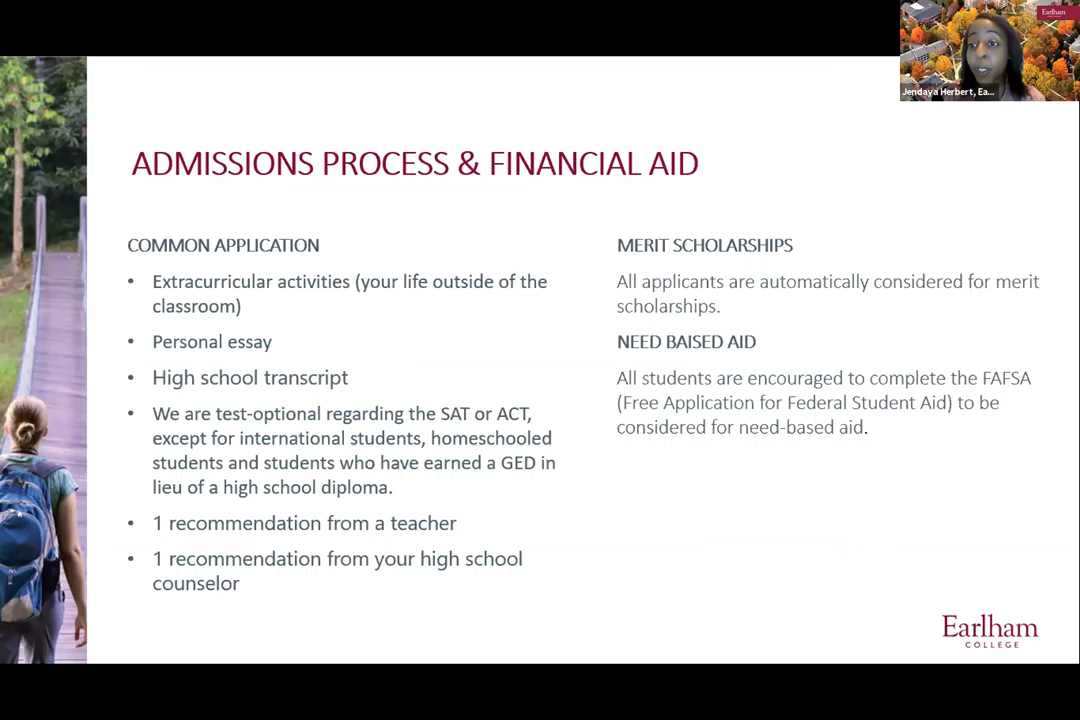 Earlham
COLLEGE
Jendaya Herbert, Ea...
ADMISSIONS PROCESS & FINANCIAL AID
COMMON APPLICATION
• Extracurricular activities (your life outside of the
classroom)
• Personal essay
• High school transcript
• We are test-optional regarding the SAT or ACT,
except for international students, homeschooled
students and students who have earned a GED in
lieu of a high school diploma.
• 1 recommendation from a teacher
• 1 recommendation from your high school
counselor
MERIT SCHOLARSHIPS
All applicants are automatically considered for merit
scholarships.
NEED BAISED AID
All students are encouraged to complete the FAFSA
(Free Application for Federal Student Aid) to be
considered for need-based aid.
Earlham
COLLEGE